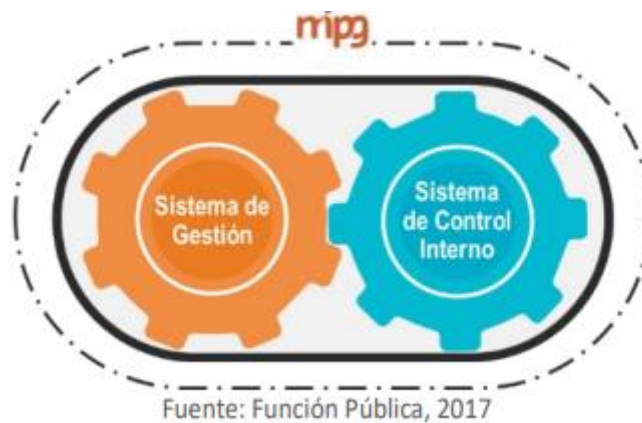 mipg
Sistema de
Gestión
Sistema
de Control
Interno
Fuente: Función Pública, 2017